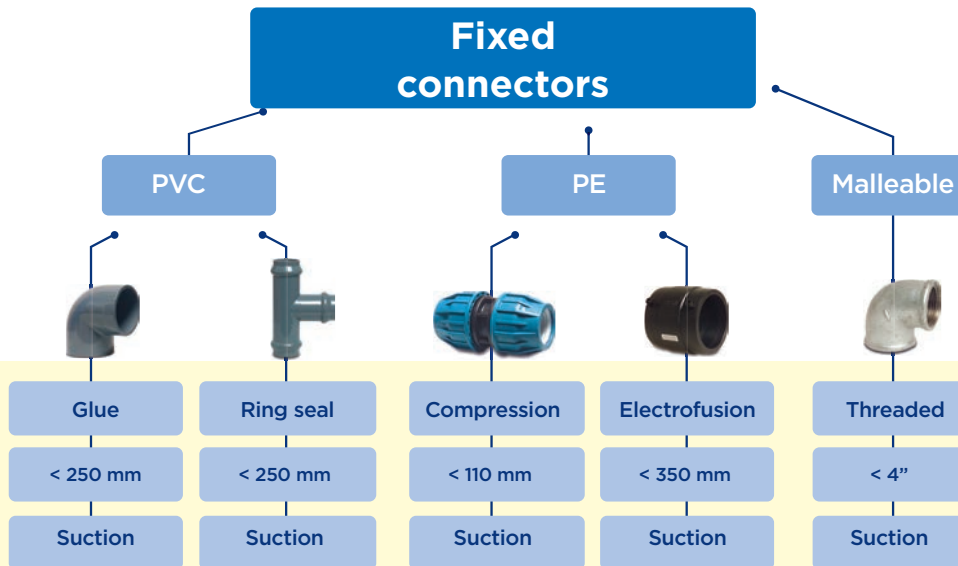 Fixed
connectors
PVC
PE
Malleable
Glue
Ring seal
Compression
Electrofusion
Threaded
< 250 mm
< 250 mm
< 110 mm
< 350 mm
< 4”
Suction
Suction
Suction
Suction
Suction